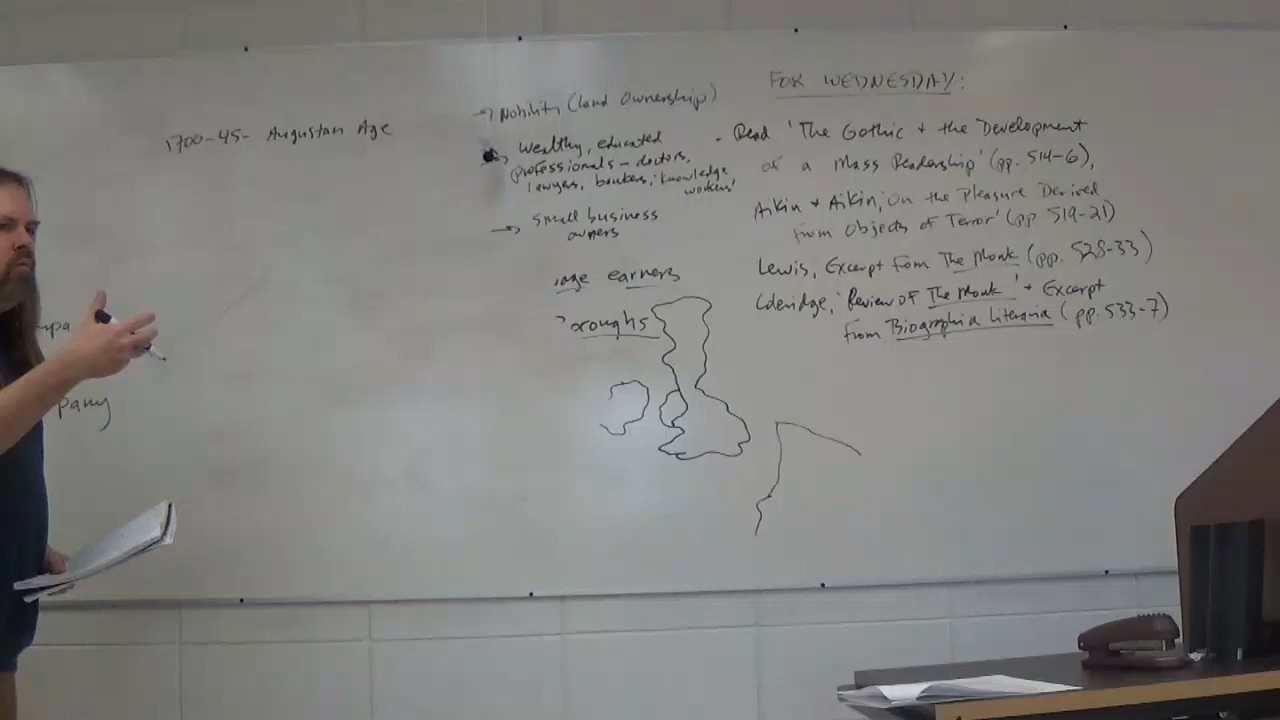 1700-45- Augustan Age
mpa
pany
→ Nobility (Land Ownership)
→ Wealthy, educated
professionals - doctors,
lawyers, bankers, 'knowledge
workers'
→ Small business
owners
age earners
oroughs
FOR WEDNESDAY:
- Read 'The Gothic + the Development
of a Mass Readership' (pp. 514-6),
Aikin + Aikin, 'On the Pleasure Derived
from Objects of Terror' (pp 519-21)
Lewis, Excerpt from The Monk (pp. 528-33)
Coleridge, 'Review of The Monk' + Excerpt
from Biographia Literaria (pp. 533-7)